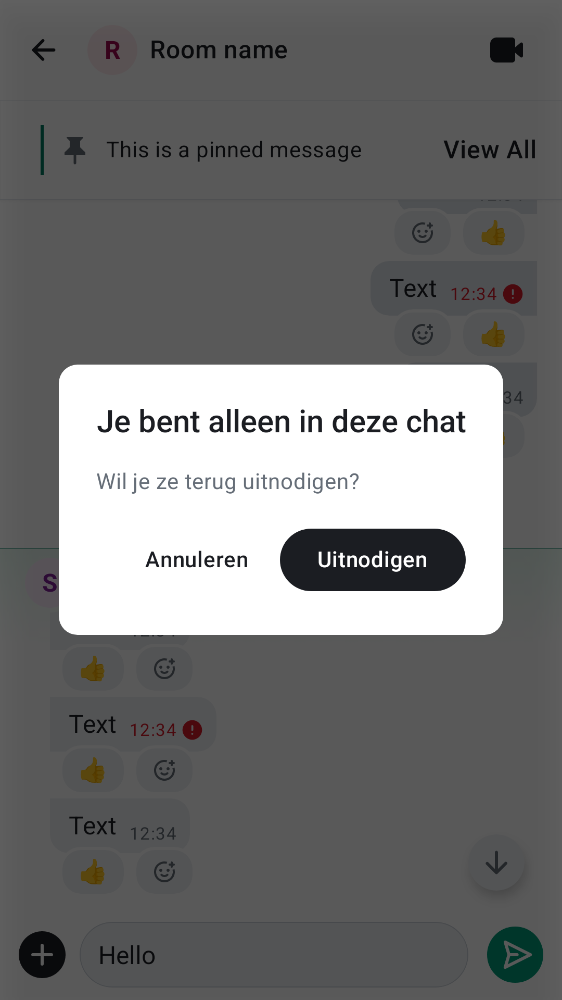 R Room name
This is a pinned message View All
Text 12:34
34
Je bent alleen in deze chat
Wil je ze terug uitnodigen?
Annuleren Uitnodigen
S
Text 12:34
Text 12:34
Hello